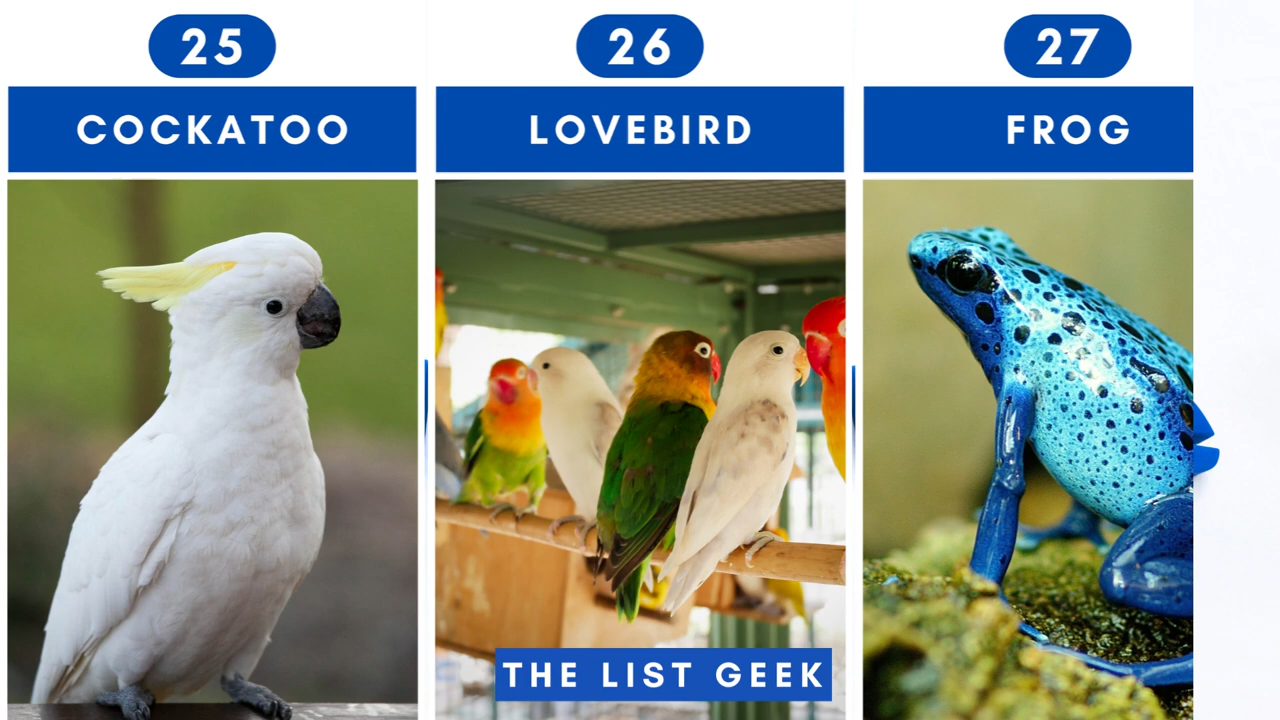 25
COCKATOO
26
LOVEBIRD
27
FROG
THE LIST GEEK